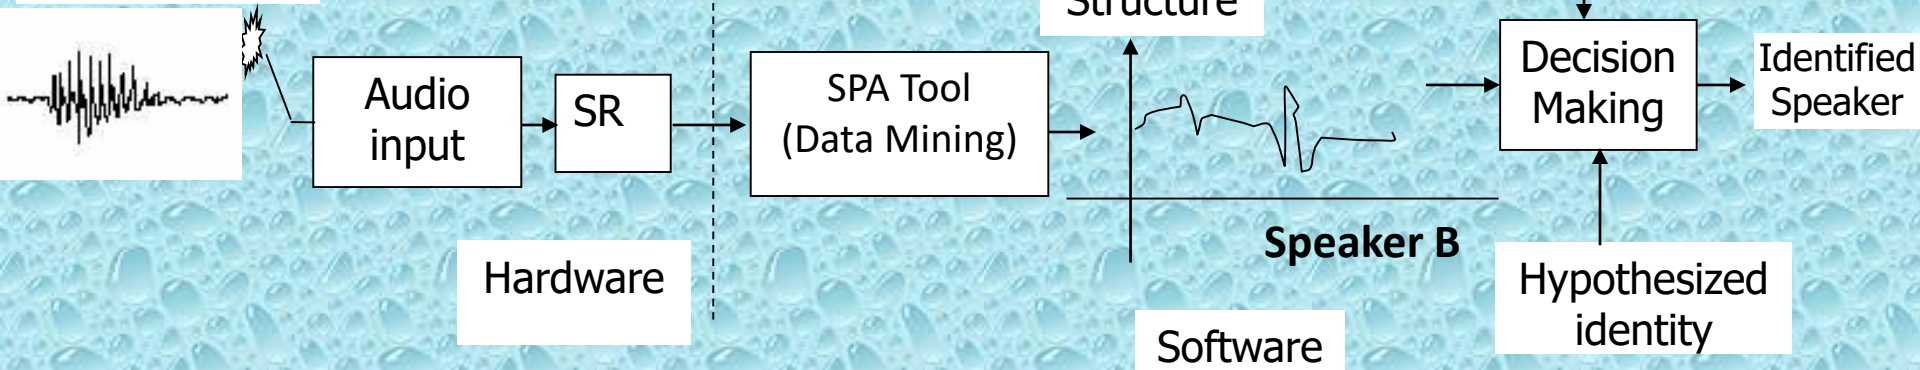 Structure
Audio
input
SR
SPA Tool
(Data Mining)
Decision
Making
Identified
Speaker
Speaker B
Hardware
Hypothesized
identity
Software